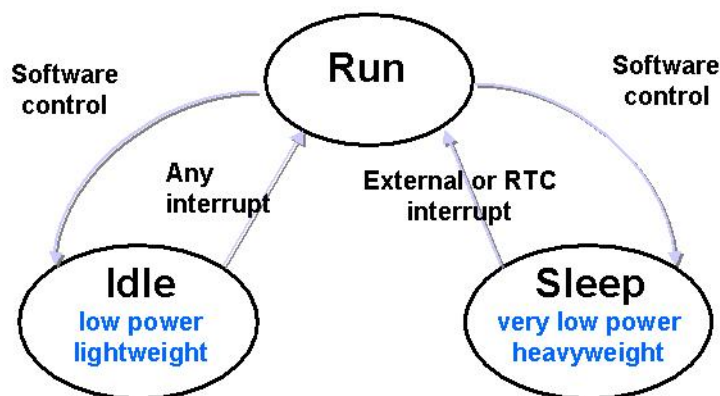 Run
Software
control
Software
control
Any
interrupt
External or RTC
interrupt
Idle
low power
lightweight
Sleep
very low power
heavyweight